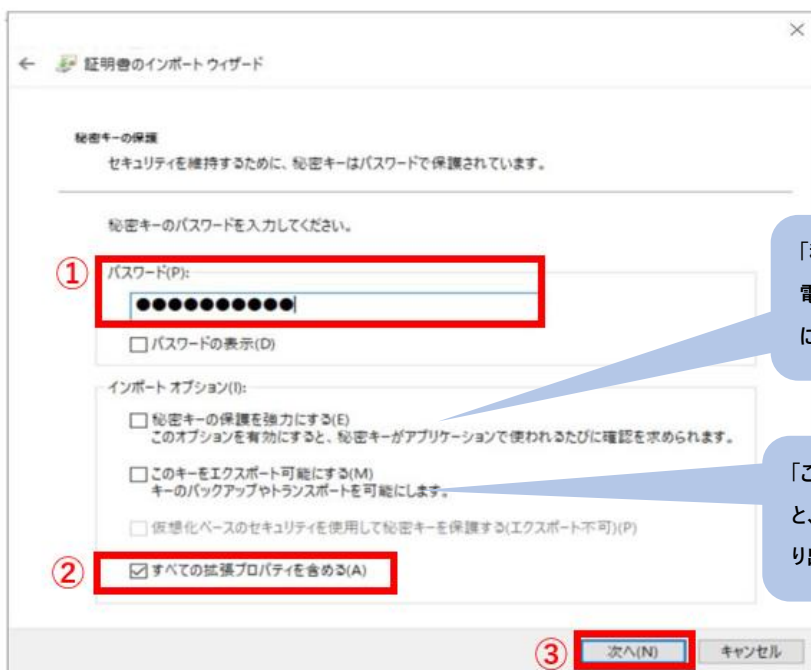 証明書のインポート ウィザード
秘密キーの保護
セキュリティを維持するために、秘密キーはパスワードで保護されています。
秘密キーのパスワードを入力してください。
①
パスワード(P):
●●●●●●●●●●
パスワードの表示(D)
インポート オプション(I):
秘密キーの保護を強力にする(E)
このオプションを有効にすると、秘密キーがアプリケーションで使われるたびに確認を求められます。
このキーをエクスポート可能にする(M)
キーのバックアップやトランスポートを可能にします。
仮想化ベースのセキュリティを使用して秘密キーを保護する(エクスポート不可)(P)
②
すべての拡張プロパティを含める(A)
③
次へ(N)
キャンセル
「こ
と、
り